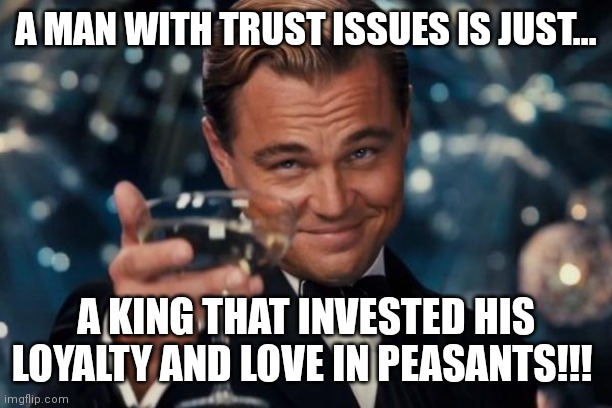 A MAN WITH TRUST ISSUES IS JUST...
A KING THAT INVESTED HIS
LOYALTY AND LOVE IN PEASANTS!!!
imgflip.com